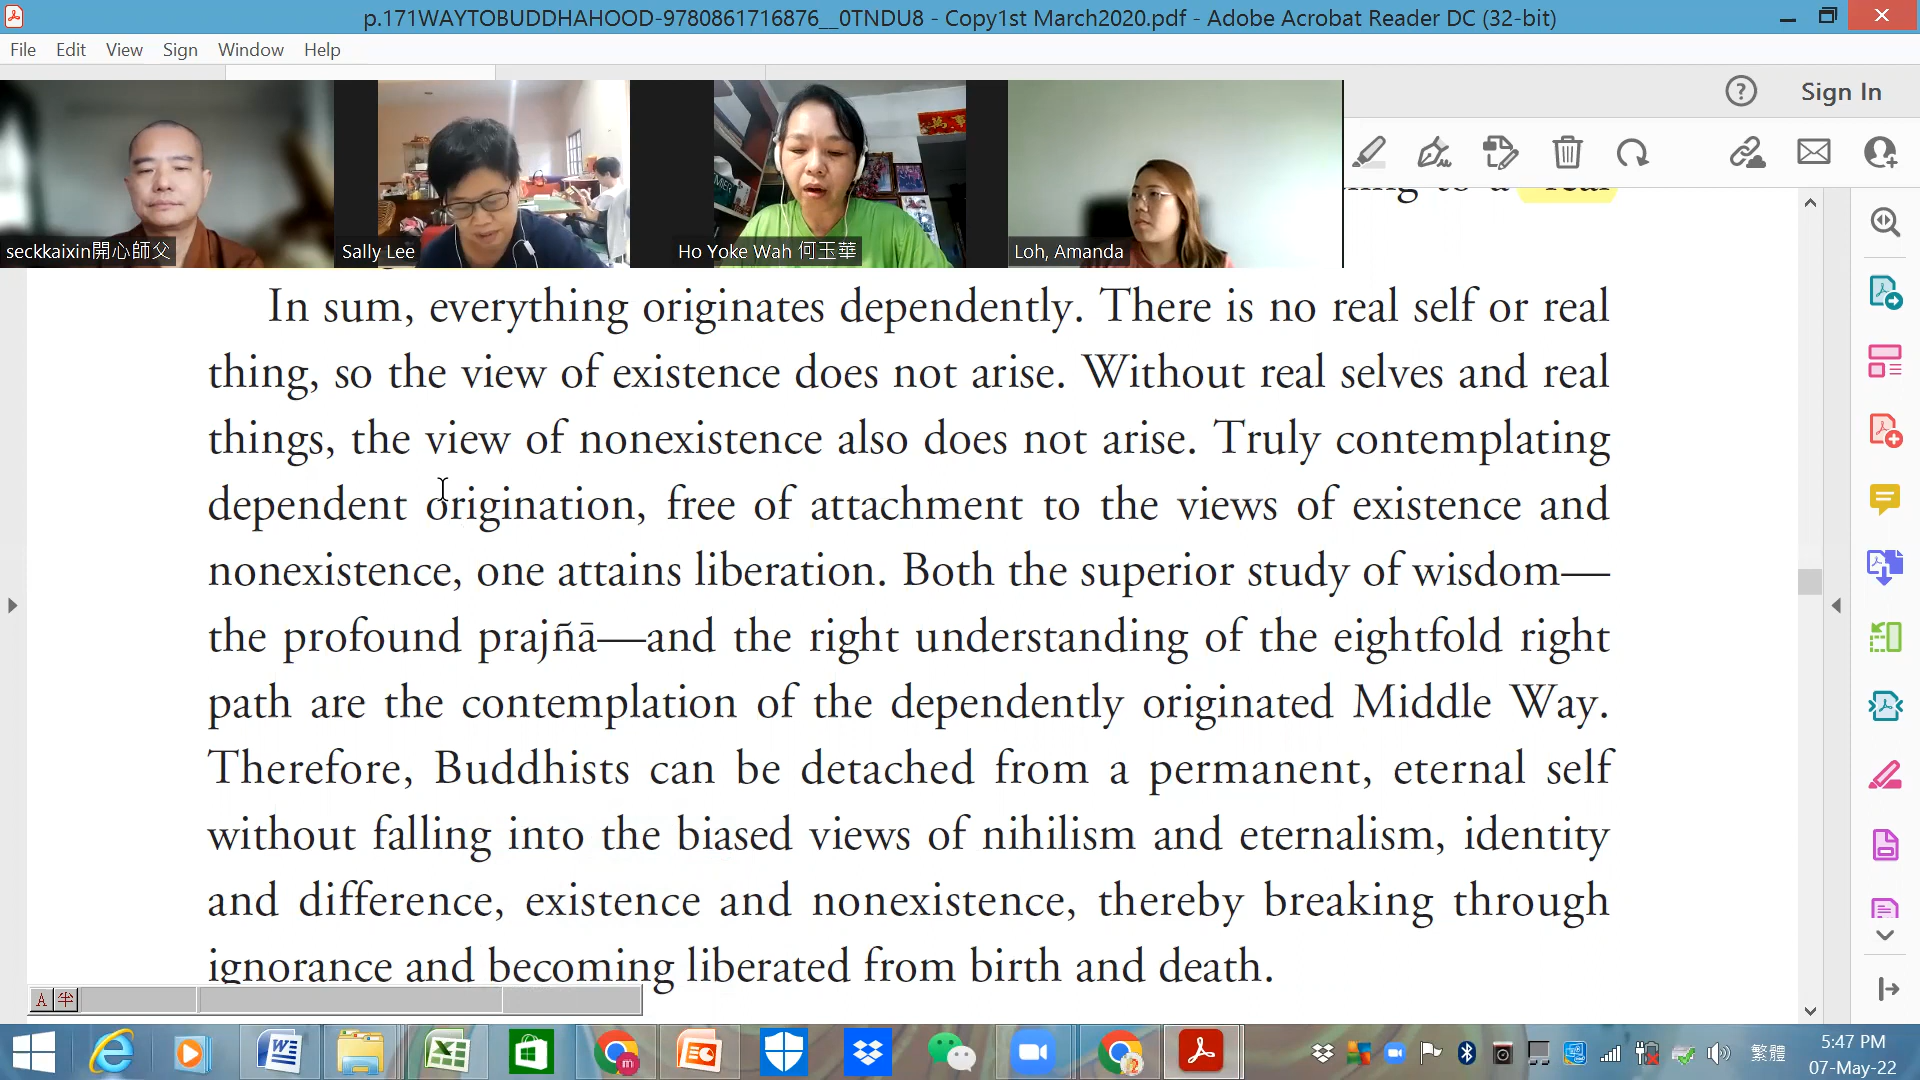 p.171WAYTOBUDDHAHOOD-9780861716876__0TNDU8 - Copy1st March2020.pdf - Adobe Acrobat Reader DC (32-bit)
File Edit View Sign Window Help
Sign In
real
seckkaixin開心師父
Sally Lee
Ho Yoke Wah 何玉華
Loh, Amanda
In sum, everything originates dependently. There is no real self or real
thing, so the view of existence does not arise. Without real selves and real
things, the view of nonexistence also does not arise. Truly contemplating
dependent origination, free of attachment to the views of existence and
nonexistence, one attains liberation. Both the superior study of wisdom—
the profound prajñā—and the right understanding of the eightfold right
path are the contemplation of the dependently originated Middle Way.
Therefore, Buddhists can be detached from a permanent, eternal self
without falling into the biased views of nihilism and eternalism, identity
and difference, existence and nonexistence, thereby breaking through
ignorance and becoming liberated from birth and death.
A 半
繁體
5:47 PM
07-May-22